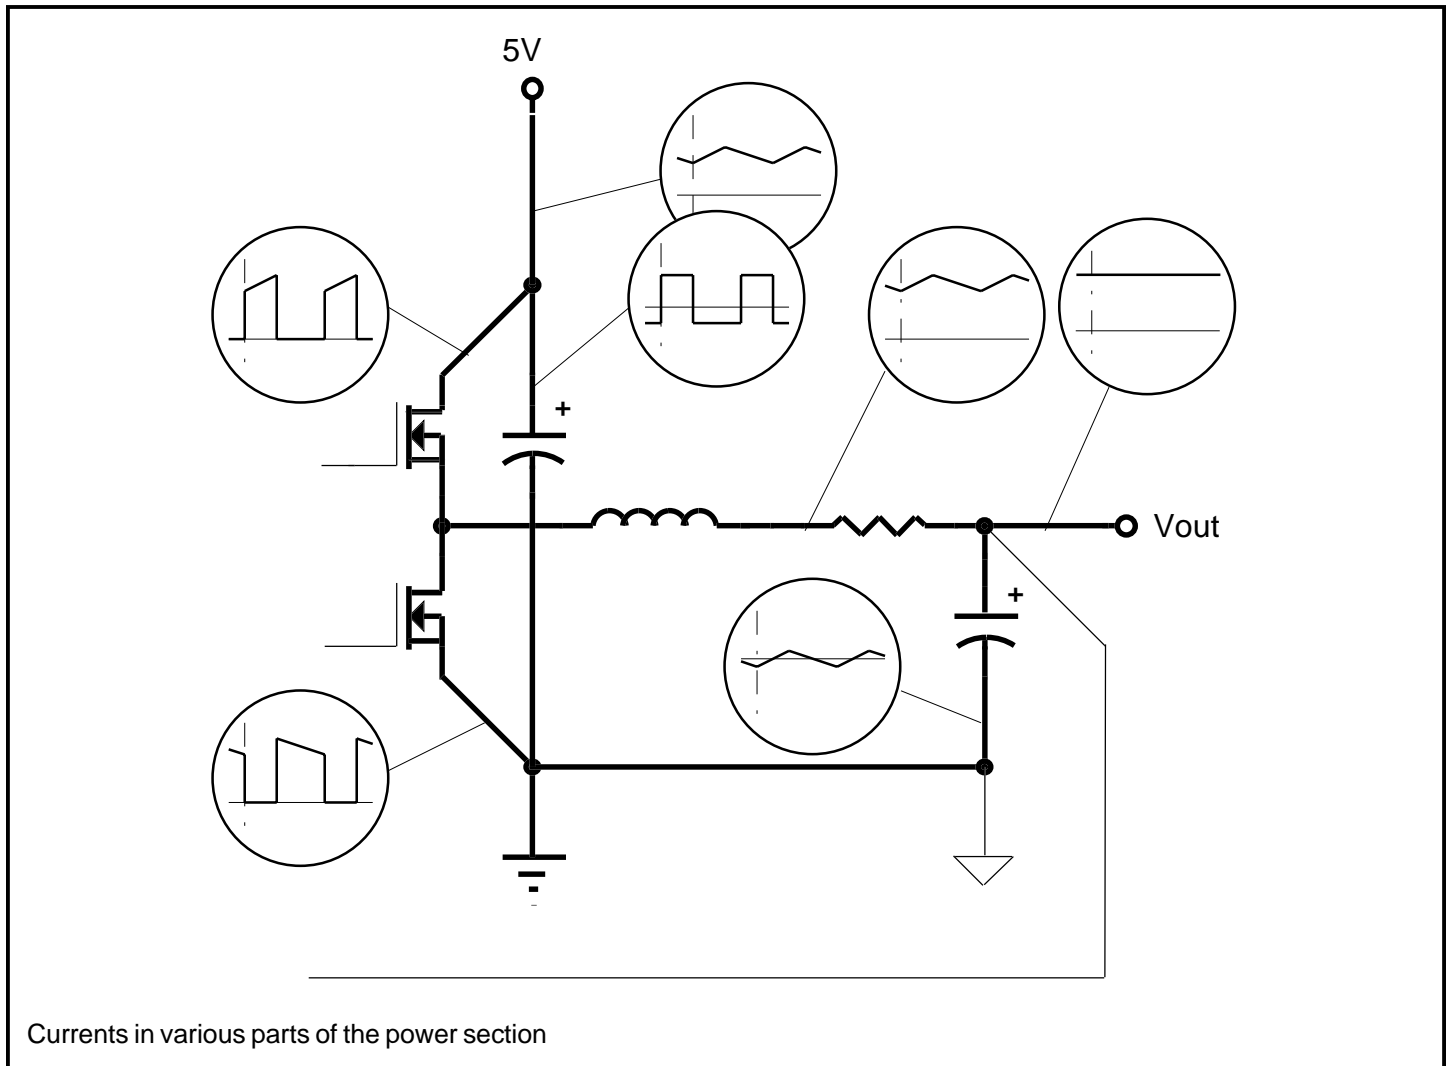 5V
+
Vout
+
Currents in various parts of the power section